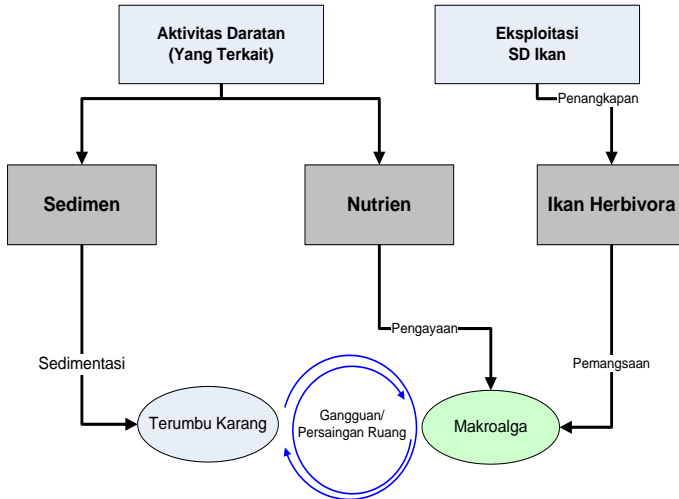 Aktivitas Daratan
(Yang Terkait)
Eksploitasi
SD Ikan
Penangkapan
Sedimen
Nutrien
Ikan Herbivora
Pengayaan
Sedimentasi
Pemangsaan
Terumbu Karang
Gangguan/
Persaingan Ruang
Makroalga